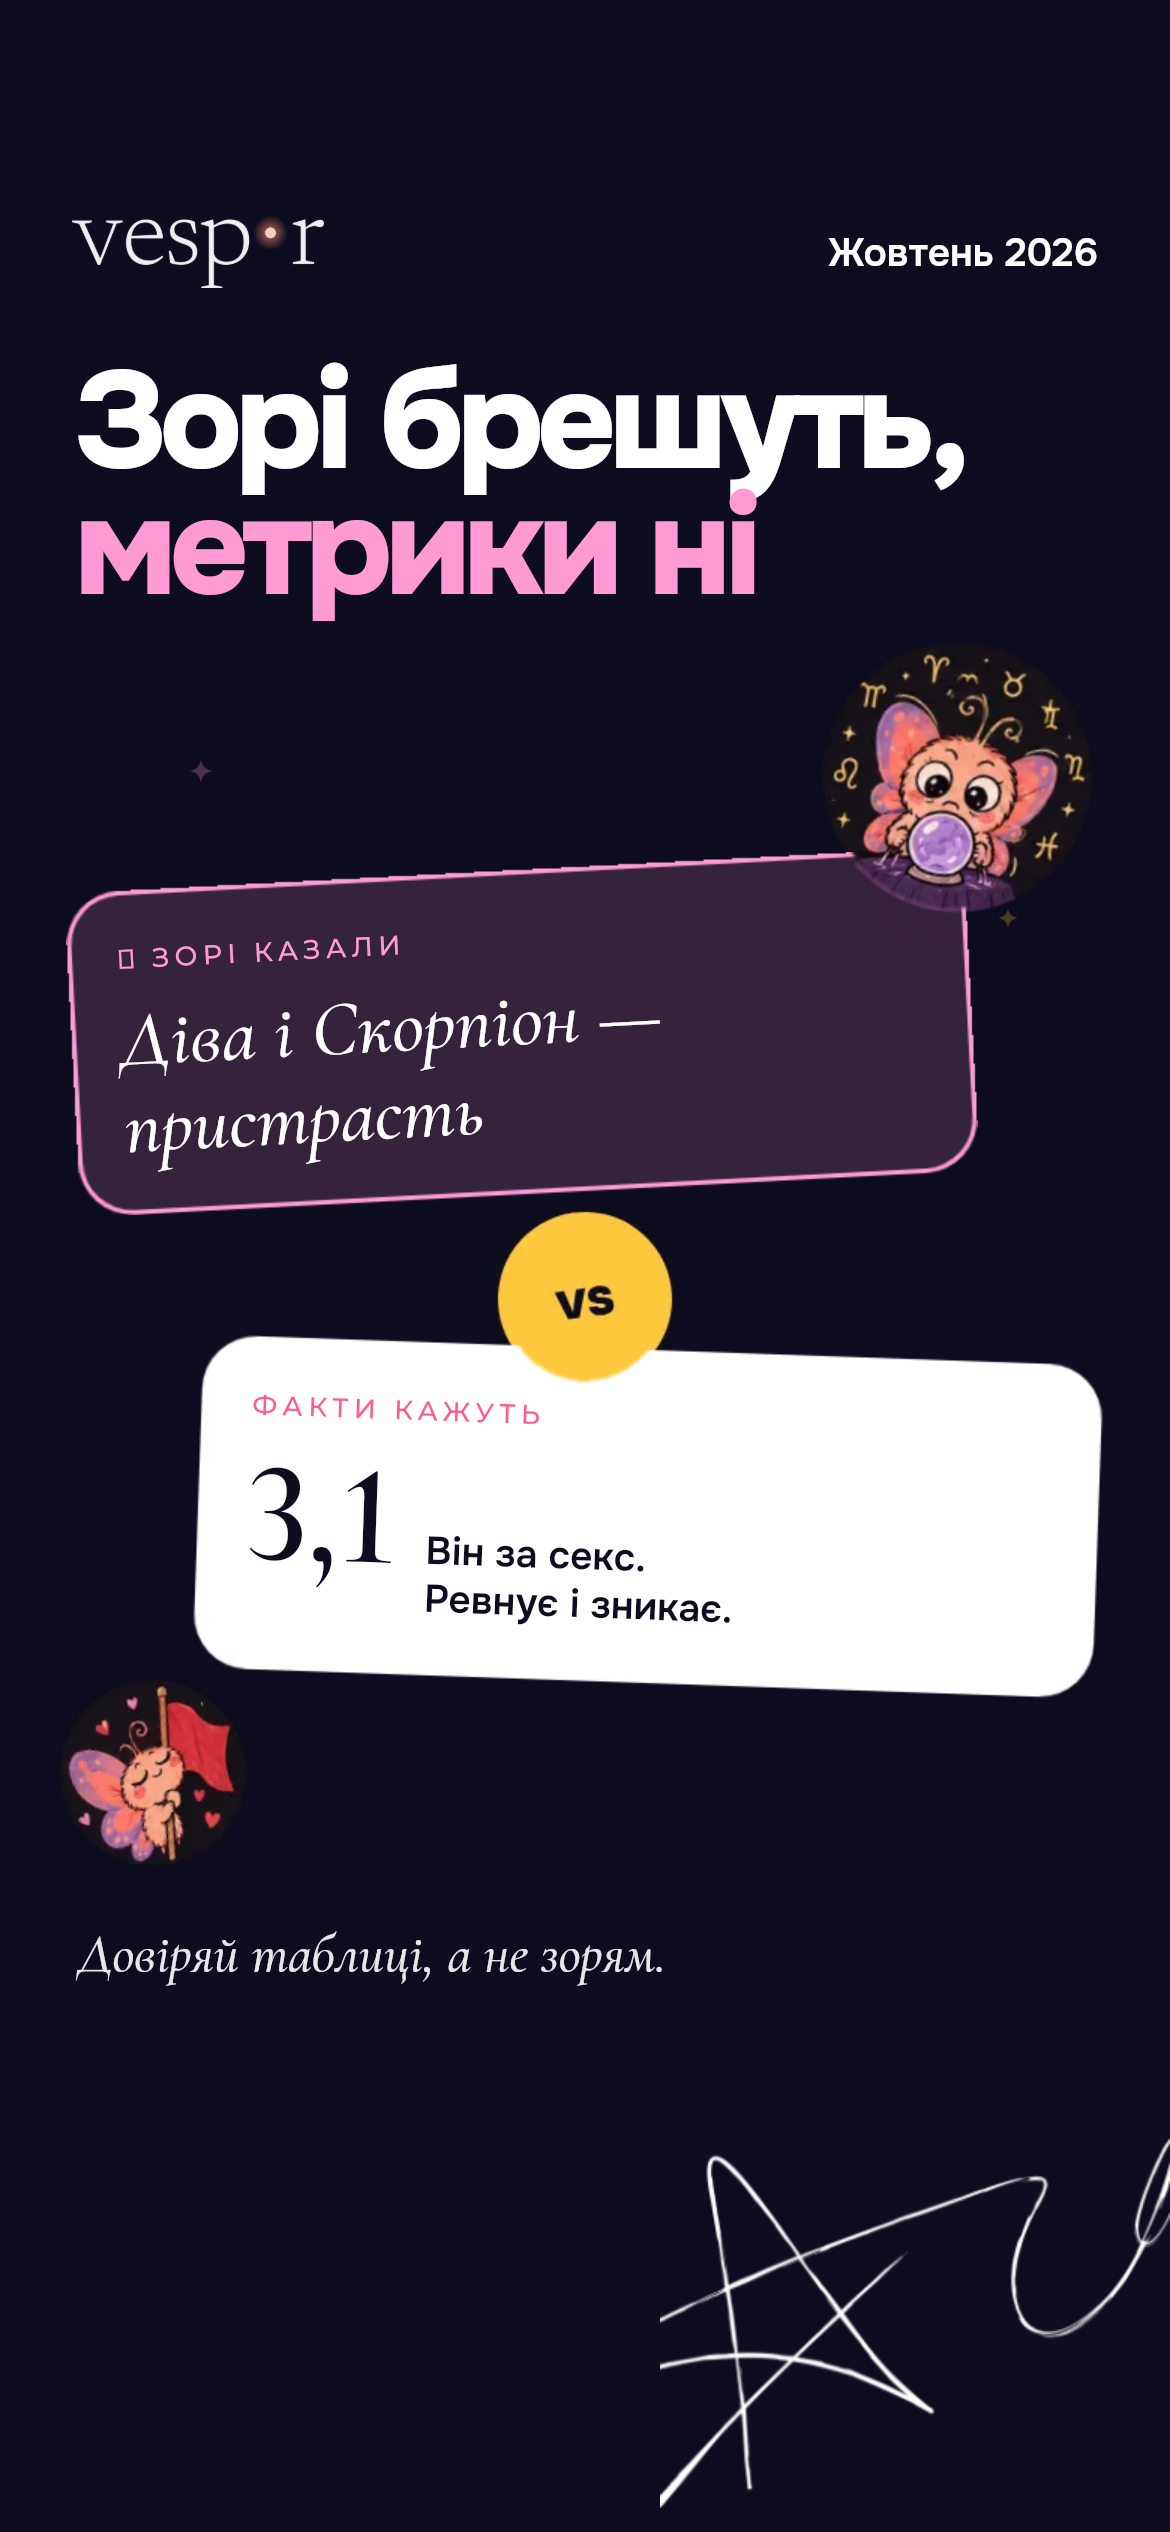 vesp•r
Жовтень 2026
Зорі брешуть,
метрики ні
ЗОРІ КАЗАЛИ
Діва і Скорпіон —
пристрасть
vs
ФАКТИ КАЖУТЬ
3,1
Він за секс.
Ревнує і зникає.
Довіряй таблиці, а не зорям.